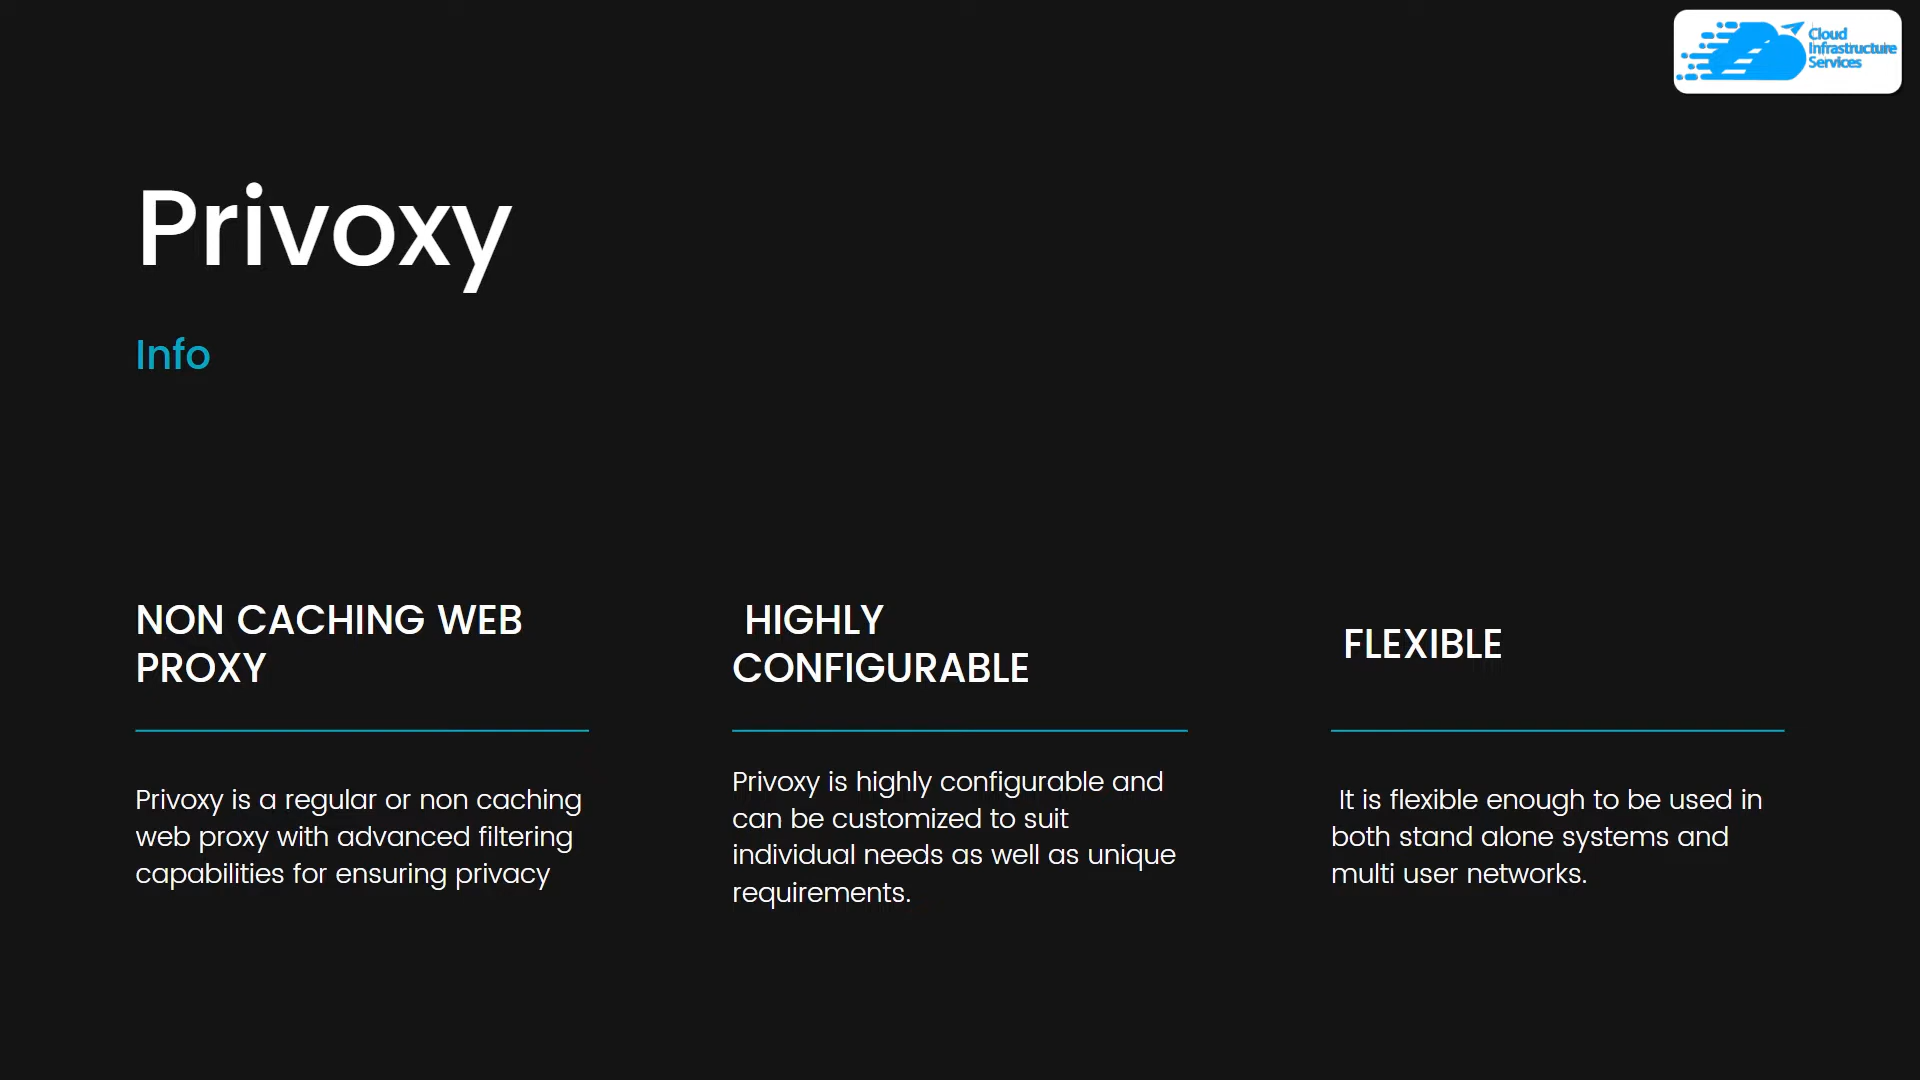 Cloud
Infrastructure
Services
Privoxy
Info
NON CACHING WEB
PROXY
Privoxy is a regular or non caching
web proxy with advanced filtering
capabilities for ensuring privacy
HIGHLY
CONFIGURABLE
Privoxy is highly configurable and
can be customized to suit
individual needs as well as unique
requirements.
FLEXIBLE
It is flexible enough to be used in
both stand alone systems and
multi user networks.